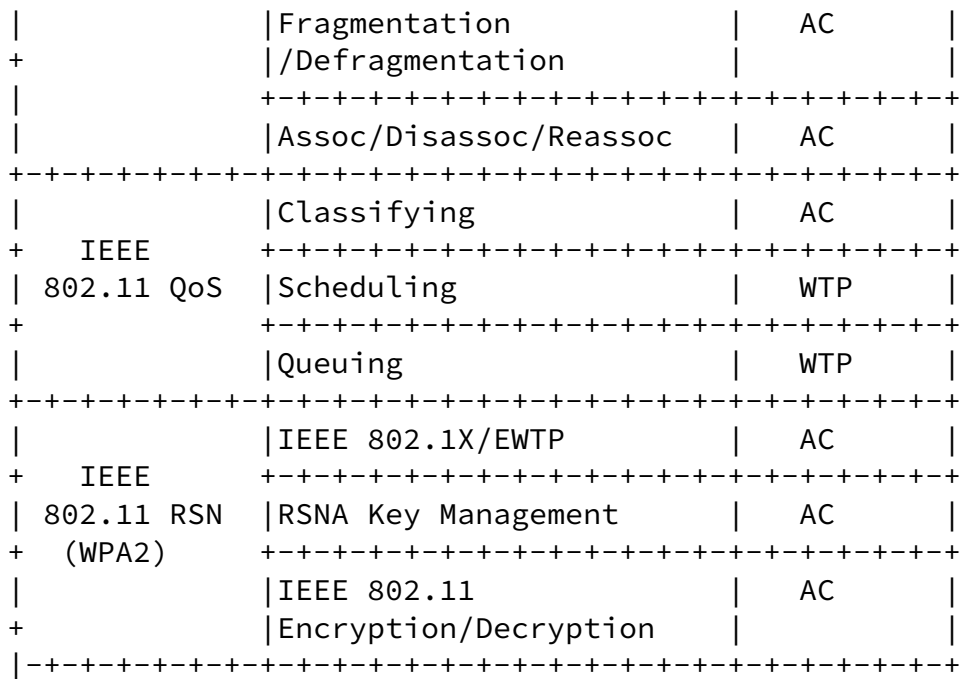 |             |Fragmentation            |   AC      |
+             |/Defragmentation         |           |
|             +-+-+-+-+-+-+-+-+-+-+-+-+-+-+-+-+-+-+-+
|             |Assoc/Disassoc/Reassoc   |   AC      |
+-+-+-+-+-+-+-+-+-+-+-+-+-+-+-+-+-+-+-+-+-+-+-+-+-+-+
|             |Classifying              |   AC      |
+   IEEE      +-+-+-+-+-+-+-+-+-+-+-+-+-+-+-+-+-+-+-+
| 802.11 QoS  |Scheduling               |   WTP     |
+             +-+-+-+-+-+-+-+-+-+-+-+-+-+-+-+-+-+-+-+
|             |Queuing                  |   WTP     |
+-+-+-+-+-+-+-+-+-+-+-+-+-+-+-+-+-+-+-+-+-+-+-+-+-+-+
|             |IEEE 802.1X/EWTP         |   AC      |
+   IEEE      +-+-+-+-+-+-+-+-+-+-+-+-+-+-+-+-+-+-+-+
| 802.11 RSN  |RSNA Key Management      |   AC      |
+  (WPA2)     +-+-+-+-+-+-+-+-+-+-+-+-+-+-+-+-+-+-+-+
|             |IEEE 802.11              |   AC      |
+             |Encryption/Decryption    |           |
|-+-+-+-+-+-+-+-+-+-+-+-+-+-+-+-+-+-+-+-+-+-+-+-+-+-+